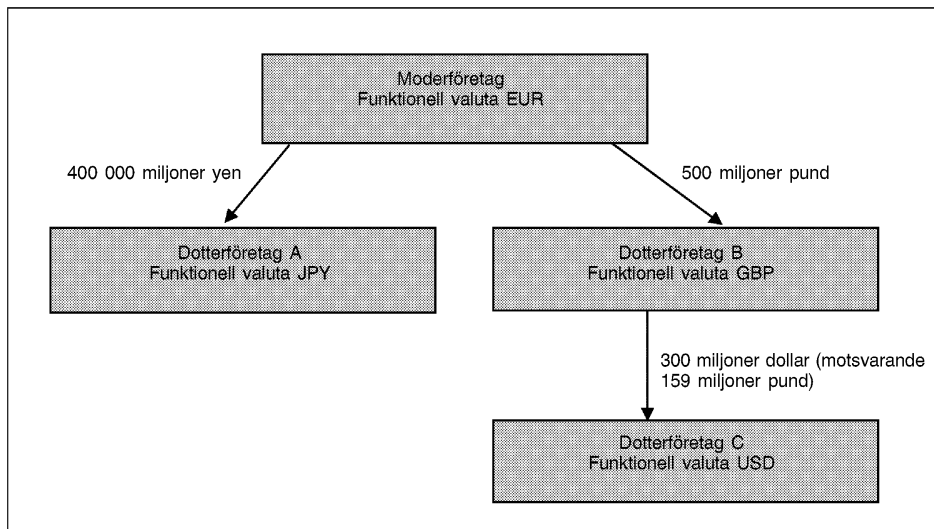 Moderföretag
Funktionell valuta EUR
400 000 miljoner yen
500 miljoner pund
Dotterföretag A
Funktionell valuta JPY
Dotterföretag B
Funktionell valuta GBP
300 miljoner dollar (motsvarande
159 miljoner pund)
Dotterföretag C
Funktionell valuta USD